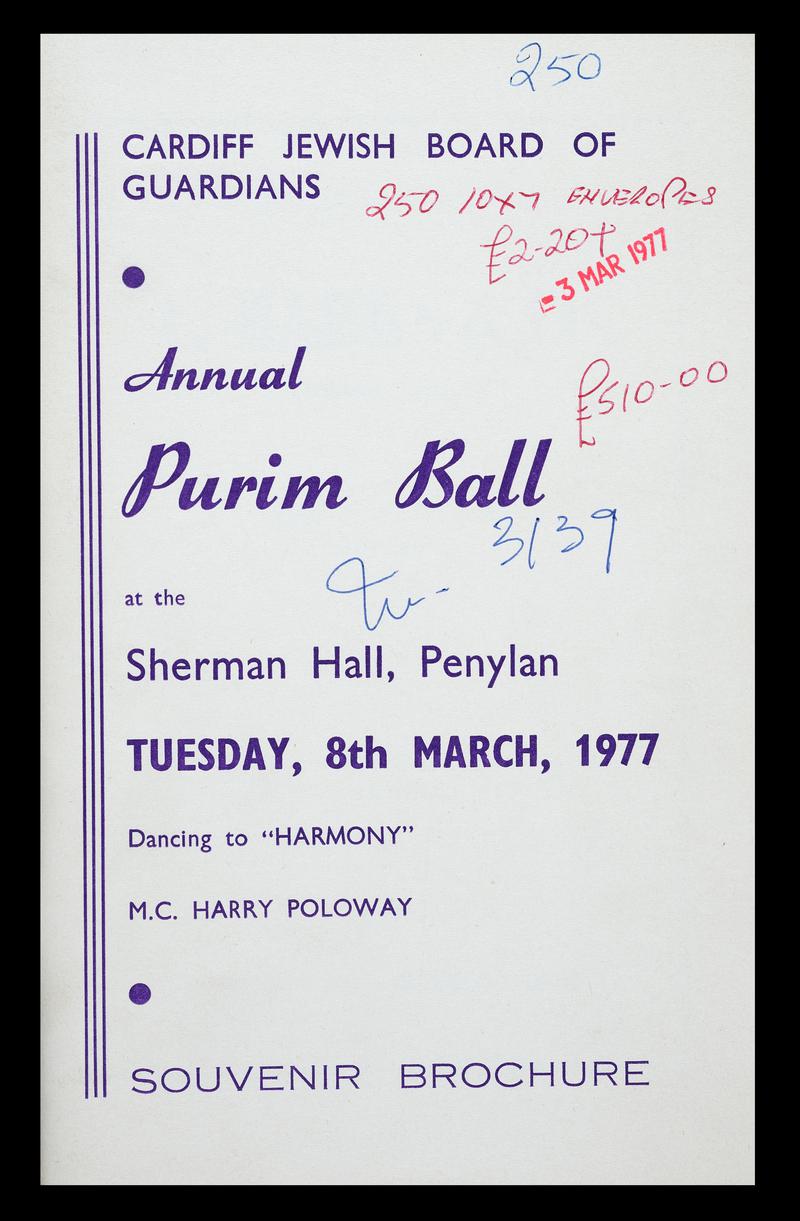 250
CARDIFF JEWISH BOARD OF
GUARDIANS
250 10x7 ENVELOPES
£2-20
- 3 MAR 1977
Annual
£510-00
Purim Ball
3139
at the
Sherman Hall, Penylan
TUESDAY, 8th MARCH, 1977
Dancing to “HARMONY”
M.C. HARRY POLOWAY
SOUVENIR BROCHURE